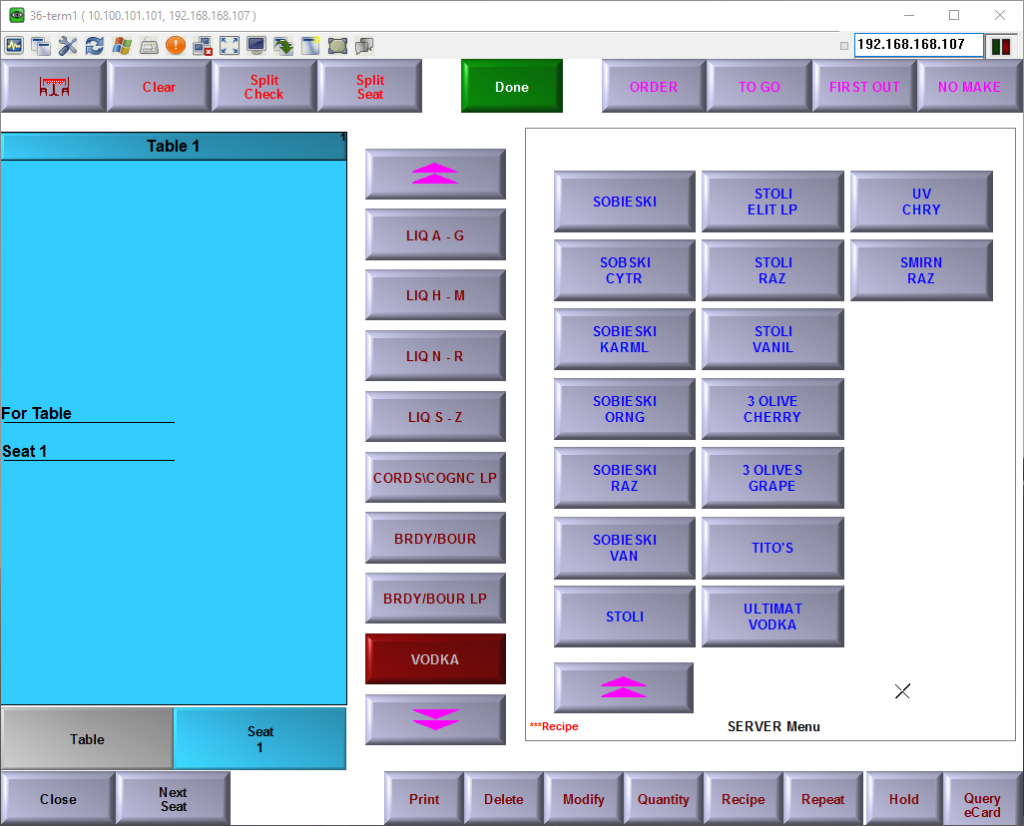 36-term1 ( 10.100.101.101, 192.168.168.107 )
192.168.168.107
Clear
Split
Check
Split
Seat
Done
ORDER
TO GO
FIRST OUT
NO MAKE
Table 1
1
For Table
Seat 1
LIQ A - G
LIQ H - M
LIQ N - R
LIQ S - Z
CORDS\COGNC LP
BRDY/BOUR
BRDY/BOUR LP
VODKA
SOBIESKI
STOLI
ELIT LP
UV
CHRY
SOBSKI
CYTR
STOLI
RAZ
SMIRN
RAZ
SOBIESKI
KARML
STOLI
VANIL
SOBIESKI
ORNG
3 OLIVE
CHERRY
SOBIESKI
RAZ
3 OLIVES
GRAPE
SOBIESKI
VAN
TITO'S
STOLI
ULTIMAT
VODKA
***Recipe
SERVER Menu
Table
Seat
1
Close
Next
Seat
Print
Delete
Modify
Quantity
Recipe
Repeat
Hold
Query
eCard